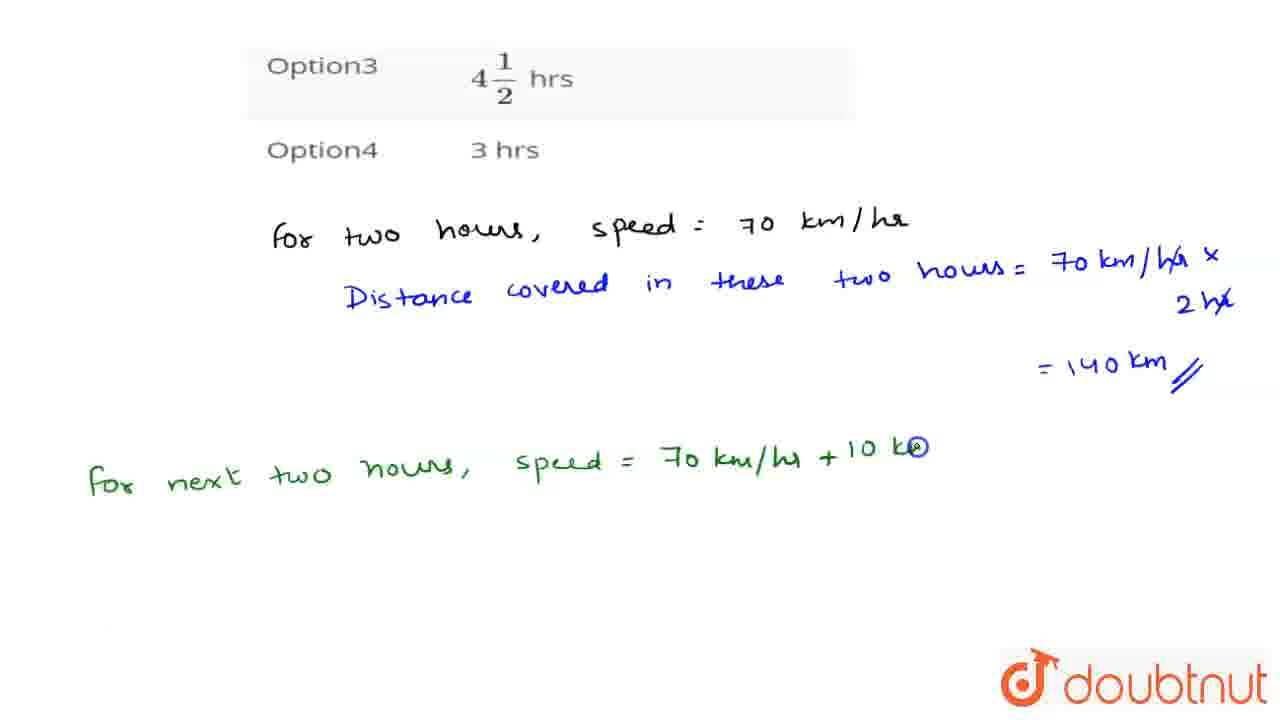 Option3 4 1/2 hrs
Option4 3 hrs
For two hours, speed = 70 km/hr
Distance covered in these two hours = 70 km/hr ×
2 hr
= 140 km
For next two hours, speed = 70 km/hr + 10 k
doubtnut